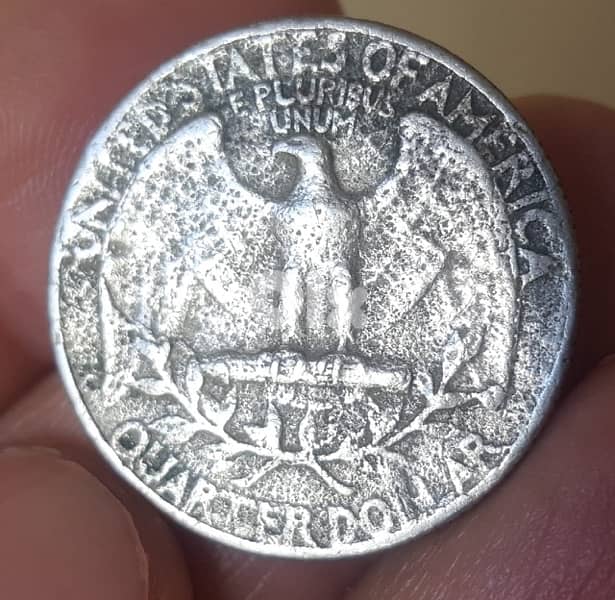 UNITED STATES OF AMERICA
E PLURIBUS
UNUM
QUARTER DOLLAR